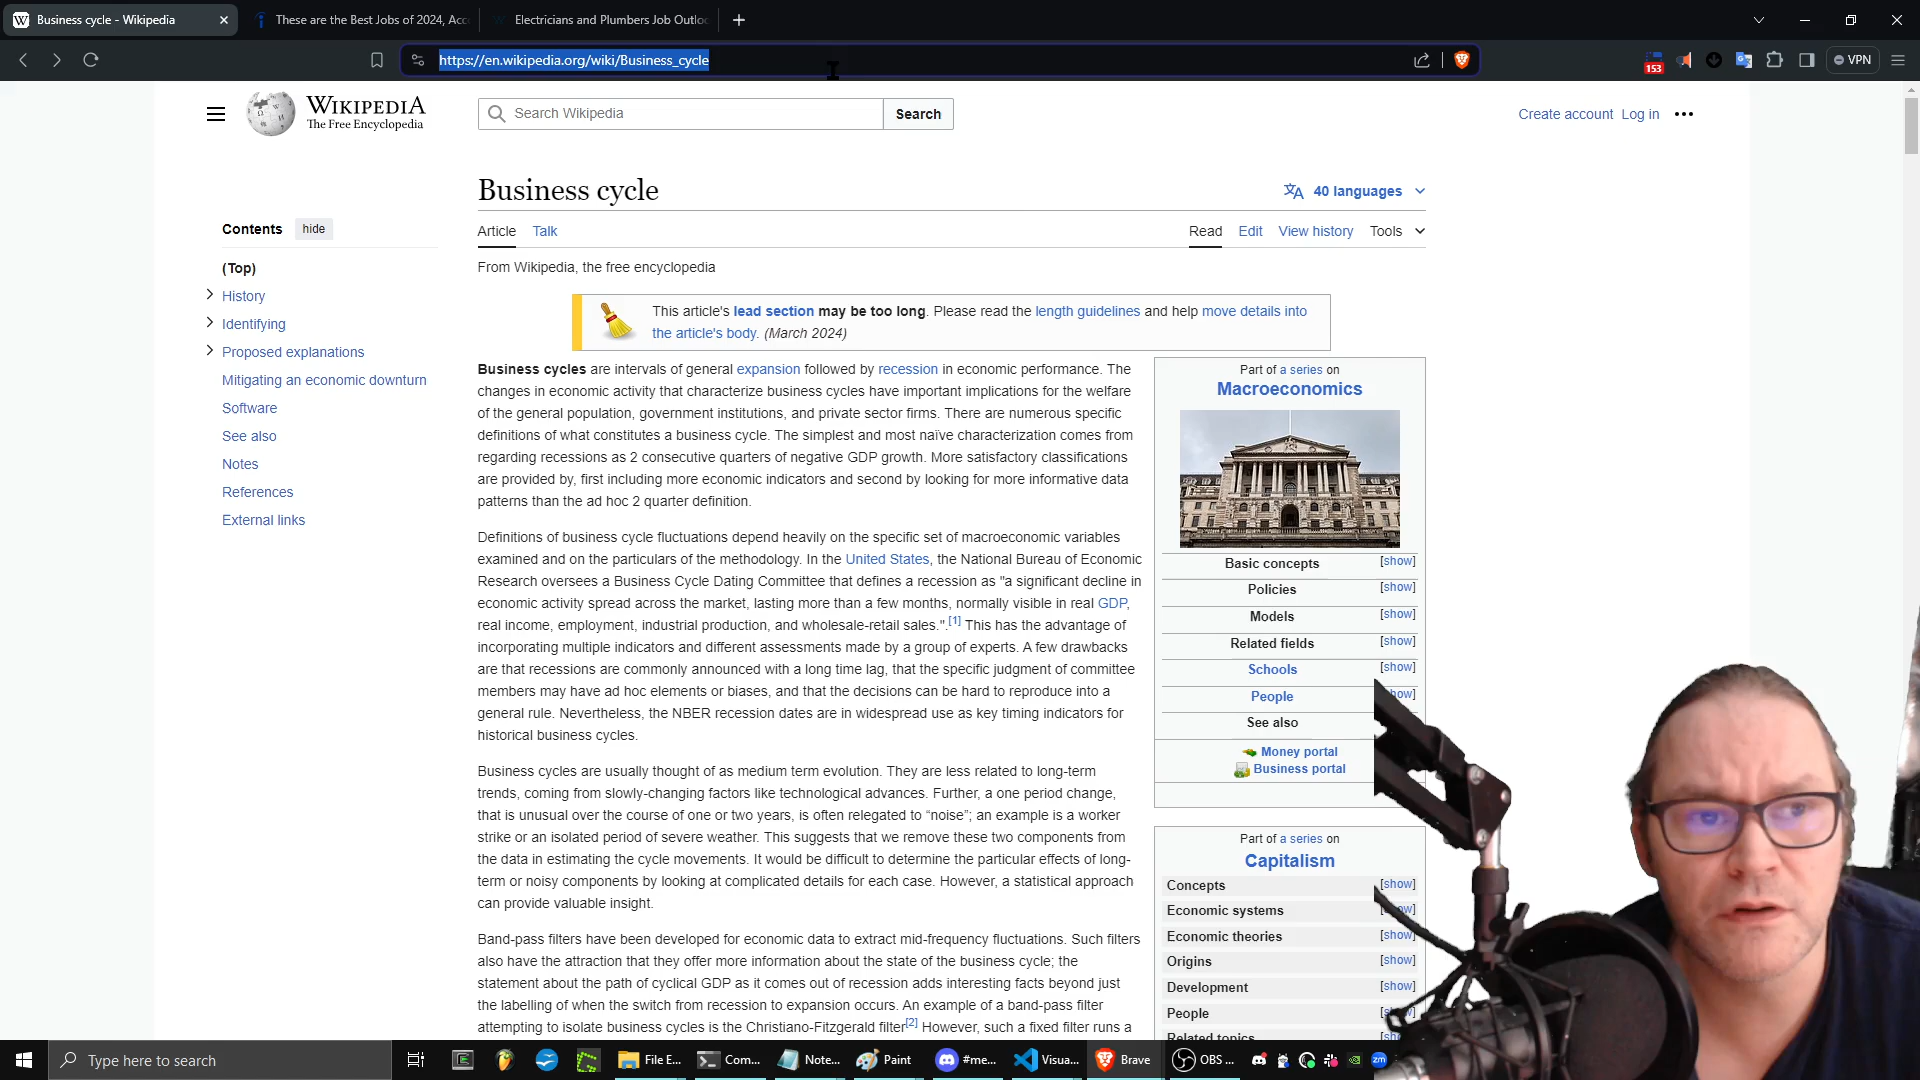 Business cycle - Wikipedia
These are the Best Jobs of 2024, Acc
Electricians and Plumbers Job Outlo
https://en.wikipedia.org/wiki/Business_cycle
153
VPN
WIKIPEDIA
The Free Encyclopedia
Search Wikipedia
Search
Create account Log in
Business cycle
40 languages
Contents hide
Article Talk
Read Edit View history Tools
(Top)
History
Identifying
Proposed explanations
Mitigating an economic downturn
Software
See also
Notes
References
External links
From Wikipedia, the free encyclopedia
This article's lead section may be too long. Please read the length guidelines and help move details into
the article's body. (March 2024)
Business cycles are intervals of general expansion followed by recession in economic performance. The
changes in economic activity that characterize business cycles have important implications for the welfare
of the general population, government institutions, and private sector firms. There are numerous specific
definitions of what constitutes a business cycle. The simplest and most naïve characterization comes from
regarding recessions as 2 consecutive quarters of negative GDP growth. More satisfactory classifications
are provided by, first including more economic indicators and second by looking for more informative data
patterns than the ad hoc 2 quarter definition.
Definitions of business cycle fluctuations depend heavily on the specific set of macroeconomic variables
examined and on the particulars of the methodology. In the United States, the National Bureau of Economic
Research oversees a Business Cycle Dating Committee that defines a recession as "a significant decline in
economic activity spread across the market, lasting more than a few months, normally visible in real GDP,
real income, employment, industrial production, and wholesale-retail sales.".[1] This has the advantage of
incorporating multiple indicators and different assessments made by a group of experts. A few drawbacks
are that recessions are commonly announced with a long time lag, that the specific judgment of committee
members may have ad hoc elements or biases, and that the decisions can be hard to reproduce into a
general rule. Nevertheless, the NBER recession dates are in widespread use as key timing indicators for
historical business cycles.
Business cycles are usually thought of as medium term evolution. They are less related to long-term
trends, coming from slowly-changing factors like technological advances. Further, a one period change,
that is unusual over the course of one or two years, is often relegated to “noise”; an example is a worker
strike or an isolated period of severe weather. This suggests that we remove these two components from
the data in estimating the cycle movements. It would be difficult to determine the particular effects of long-
term or noisy components by looking at complicated details for each case. However, a statistical approach
can provide valuable insight.
Band-pass filters have been developed for economic data to extract mid-frequency fluctuations. Such filters
also have the attraction that they offer more information about the state of the business cycle; the
statement about the path of cyclical GDP as it comes out of recession adds interesting facts beyond just
the labelling of when the switch from recession to expansion occurs. An example of a band-pass filter
attempting to isolate business cycles is the Christiano-Fitzgerald filter[2] However, such a fixed filter runs a
Part of a series on
Macroeconomics
Basic concepts [show]
Policies [show]
Models [show]
Related fields [show]
Schools [show]
People how]
See also
Money portal
Business portal
Part of a series on
Capitalism
Concepts [show]
Economic systems
Economic theories [show]
Origins [show]
Development [show]
People
Related topics
Type here to search
File E...
Com...
Note...
Paint
#me...
Visua...
Brave
OBS ...
zm